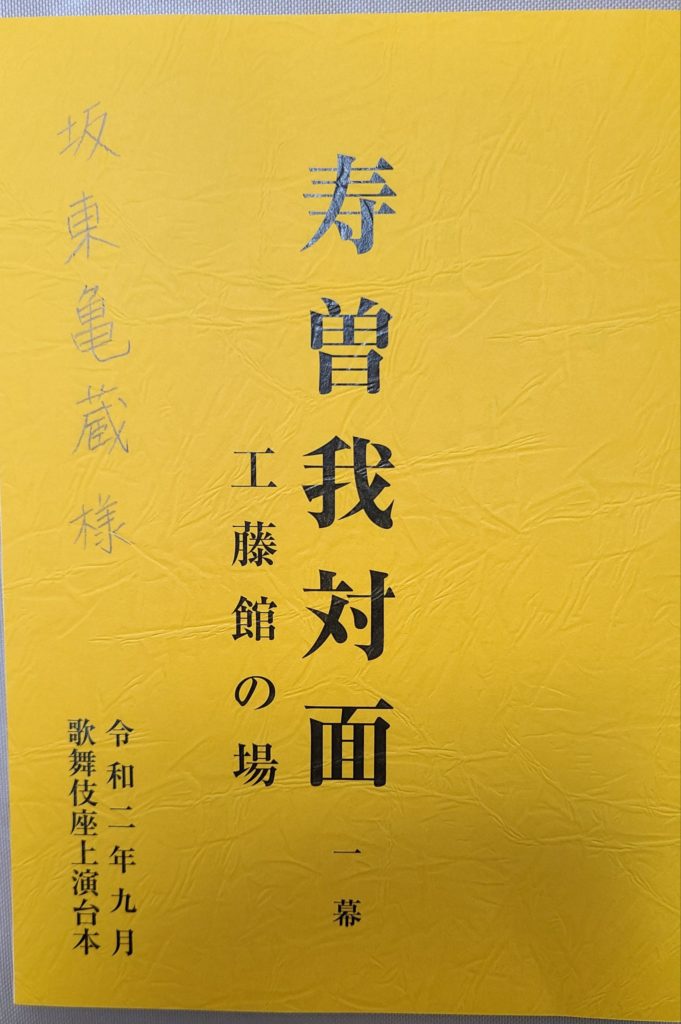 寿曽我対面 一幕
工藤館の場
令和二年九月
歌舞伎座上演台本
坂東亀蔵様